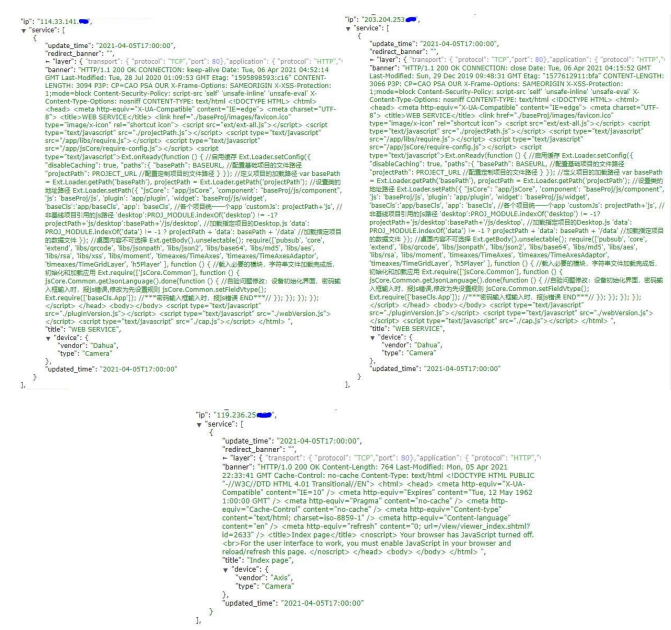 "ip": "114.33.141.
▼ "service": [
{
"update_time": "2021-04-05T17:00:00",
"redirect_banner": "",
← "layer": { "transport": { "protocol": "TCP","port": 80},"application": { "protocol": "HTTP","
"banner": "HTTP/1.1 200 OK CONNECTION: keep-alive Date: Tue, 06 Apr 2021 04:52:14
GMT Last-Modified: Tue, 28 Jul 2020 01:09:53 GMT Etag: "1595898593:c16" CONTENT-
LENGTH: 3094 P3P: CP=CAO PSA OUR X-Frame-Options: SAMEORIGIN X-XSS-Protection:
1;mode=block Content-Security-Policy: script-src 'self' 'unsafe-inline' 'unsafe-eval' X-
Content-Type-Options: nosniff CONTENT-TYPE: text/html <!DOCTYPE HTML> <html>
<head> <meta http-equiv="X-UA-Compatible" content="IE=edge"> <meta charset="UTF-
8"> <title>WEB SERVICE</title> <link href="./baseProj/images/favicon.ico"
type="image/x-icon" rel="shortcut icon"> <script src="ext/ext-all.js"></script> <script
type="text/javascript" src="./projectPath.js"></script> <script type="text/javascript"
src="/app/libs/require.js"></script> <script type="text/javascript"
src="/app/jsCore/require-config.js"></script> <script
type="text/javascript">Ext.onReady(function () { //启用缓存 Ext.Loader.setConfig({
"disableCaching": true, "paths":{ "basePath": BASEURL, //配置基础项目的文件路径
"projectPath": PROJECT_URL //配置定制项目的文件路径 } }); //定义项目的加载路径 var basePath
= Ext.Loader.getPath('basePath'), projectPath = Ext.Loader.getPath('projectPath'); //设置类的
地址路径 Ext.Loader.setPath({ "jsCore": 'app/jsCore', 'component': "baseProj/js/component",
'js': 'baseProj/js', 'plugin': 'app/plugin', 'widget': 'baseProj/js/widget',
'baseCls': 'app/baseCls', 'app': 'baseCls', //各个项目统一一个app 'customJs': projectPath+'js', //
非基础项目引用的js路径 'desktop':PROJ_MODULE.indexOf('desktop') != -1?
projectPath+'js/desktop':basePath+'js/desktop', //加载指定项目的desktop.js 'data':
PROJ_MODULE.indexOf('data') != -1 ? projectPath + 'data': basePath + '/data' //加载指定项目
的数据文件 }); //桌面内容不可选择 Ext.getBody().unselectable(); require(['pubsub', 'core',
'extend', 'libs/qrcode', 'libs/jsonpath', 'libs/json2', 'libs/base64', 'libs/md5', 'libs/aes',
'libs/rsa', 'libs/xss', 'libs/moment', 'timeaxes/TimeAxes', 'timeaxes/TimeAxesAdaptor',
'timeaxes/TimeGridLayer', 'h5Player' ], function () { //载入必要的模块、字符串文件加载完成后,
初始化和加载应用 Ext.require(['jsCore.Common'], function () {
jsCore.Common.getJsonLanguage().done(function () { //自验问题修改：设备初始化界面，密码输
入框输入时，报js错误,修改为先设置规则 jsCore.Common.setFieldVtype();
Ext.require(['baseCls.App']); //***密码输入框输入时，报js错误 END***// }); }); }); });
</script> </head> <body></body> <script type="text/javascript"
src="./pluginVersion.js"></script> <script type="text/javascript" src="./webVersion.js">
</script> <script type="text/javascript" src="./cap.js"></script> </html> ",
"title": "WEB SERVICE",
▼ "device": {
"vendor": "Dahua",
"type": "Camera"
},
"updated_time": "2021-04-05T17:00:00"
}
],
"ip": "203.204.253
▼ "service": [
{
"update_time": "2021-04-05T17:00:00",
"redirect_banner": "",
← "layer": { "transport": { "protocol": "TCP","port": 80},"application": { "protocol": "HTTP","
"banner": "HTTP/1.1 200 OK CONNECTION: close Date: Tue, 06 Apr 2021 04:15:52 GMT
Last-Modified: Sun, 29 Dec 2019 09:48:31 GMT Etag: "1577612911:bfa" CONTENT-LENGTH:
3066 P3P: CP=CAO PSA OUR X-Frame-Options: SAMEORIGIN X-XSS-Protection:
1;mode=block Content-Security-Policy: script-src 'self' 'unsafe-inline' 'unsafe-eval' X-
Content-Type-Options: nosniff CONTENT-TYPE: text/html <!DOCTYPE HTML> <html>
<head> <meta http-equiv="X-UA-Compatible" content="IE=edge"> <meta charset="UTF-
8"> <title>WEB SERVICE</title> <link href="./baseProj/images/favicon.ico"
type="image/x-icon" rel="shortcut icon"> <script src="ext/ext-all.js"></script> <script
type="text/javascript" src="./projectPath.js"></script> <script type="text/javascript"
src="/app/libs/require.js"></script> <script type="text/javascript"
src="/app/jsCore/require-config.js"></script> <script
type="text/javascript">Ext.onReady(function () { //启用缓存 Ext.Loader.setConfig({
"disableCaching": true, "paths":{ "basePath": BASEURL, //配置基础项目的文件路径
"projectPath": PROJECT_URL //配置定制项目的文件路径 } }); //定义项目的加载路径 var basePath
= Ext.Loader.getPath('basePath'), projectPath = Ext.Loader.getPath('projectPath'); //设置类的
地址路径 Ext.Loader.setPath({ "jsCore": 'app/jsCore', 'component': "baseProj/js/component",
'js': 'baseProj/js', 'plugin': 'app/plugin', 'widget': 'baseProj/js/widget',
'baseCls': 'app/baseCls', 'app': 'baseCls', //各个项目统一一个app 'customJs': projectPath+'js', //
非基础项目引用的js路径 'desktop':PROJ_MODULE.indexOf('desktop') != -1?
projectPath+'js/desktop':basePath+'js/desktop', //加载指定项目的Desktop.js 'data':
PROJ_MODULE.indexOf('data') != -1 ? projectPath + 'data': basePath + '/data' //加载指定项目
的数据文件 }); //桌面内容不可选择 Ext.getBody().unselectable(); require(['pubsub', 'core',
'extend', 'libs/qrcode', 'libs/jsonpath', 'libs/json2', 'libs/base64', 'libs/md5', 'libs/aes',
'libs/rsa', 'libs/moment', 'timeaxes/TimeAxes', 'timeaxes/TimeAxesAdaptor',
'timeaxes/TimeGridLayer', 'h5Player' ], function () { //载入必要的模块、字符串文件加载完成后,
初始化和加载应用 Ext.require(['jsCore.Common'], function () {
jsCore.Common.getJsonLanguage().done(function () { //自验问题修改：设备初始化界面，密码输
入框输入时，报js错误,修改为先设置规则 jsCore.Common.setFieldVtype();
Ext.require(['baseCls.App']); //***密码输入框输入时，报js错误 END***// }); }); }); });
</script> </head> <body></body> <script type="text/javascript"
src="./pluginVersion.js"></script> <script type="text/javascript" src="./webVersion.js">
</script> <script type="text/javascript" src="./cap.js"></script> </html> ",
"title": "WEB SERVICE",
▼ "device": {
"vendor": "Dahua",
"type": "Camera"
},
"updated_time": "2021-04-05T17:00:00"
}
],
"ip": "119.236.25
▼ "service": [
{
"update_time": "2021-04-05T17:00:00",
"redirect_banner": "",
← "layer": { "transport": { "protocol": "TCP","port": 80},"application": { "protocol": "HTTP","
"banner": "HTTP/1.0 200 OK Content-Length: 764 Last-Modified: Mon, 05 Apr 2021
22:33:41 GMT Cache-Control: no-cache Content-Type: text/html <!DOCTYPE HTML PUBLIC
"-//W3C//DTD HTML 4.01 Transitional//EN"> <html> <head> <meta http-equiv="X-UA-
Compatible" content="IE=10" /> <meta http-equiv="Expires" content="Tue, 12 May 1962
1:00:00 GMT" /> <meta http-equiv="Pragma" content="no-cache" /> <meta http-
equiv="Cache-Control" content="no-cache" /> <meta http-equiv="Content-type"
content="text/html; charset=iso-8859-1" /> <meta http-equiv="Content-language"
content="en" /> <meta http-equiv="refresh" content="0; url=/view/viewer_index.shtml?
id=2633" /> <title>Index page</title> <noscript> Your browser has JavaScript turned off.
<br>For the user interface to work, you must enable JavaScript in your browser and
reload/refresh this page. </noscript> </head> <body> </body> </html> ",
"title": "Index page",
▼ "device": {
"vendor": "Axis",
"type": "Camera"
},
"updated_time": "2021-04-05T17:00:00"
}
],